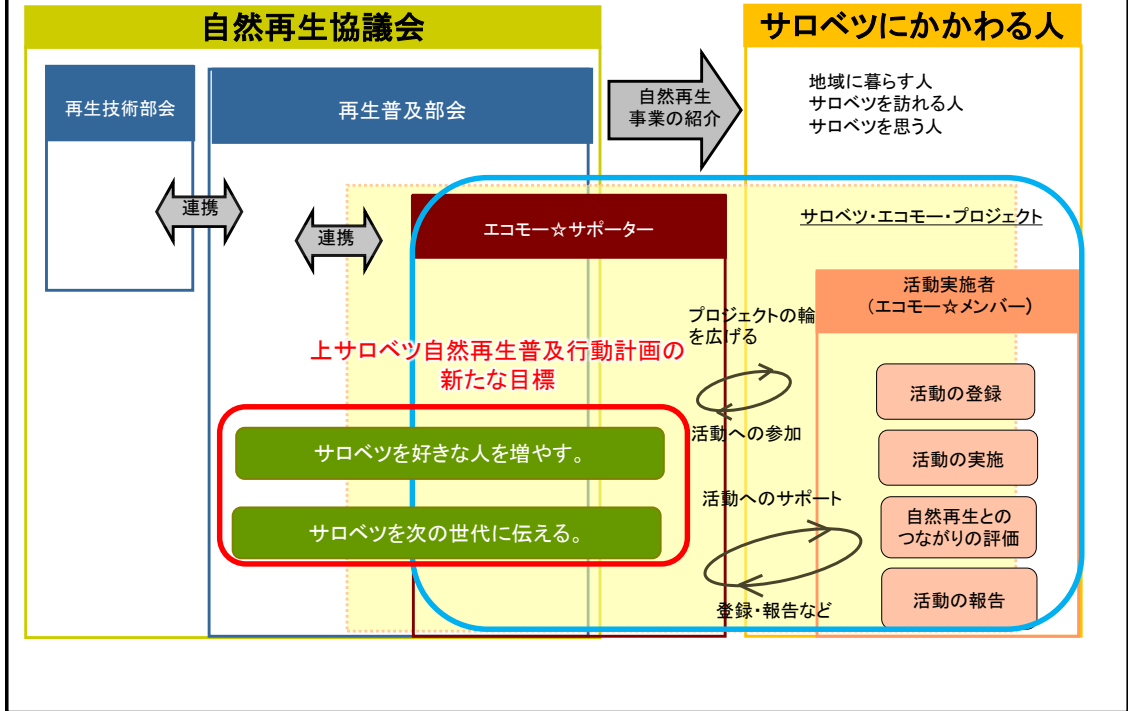 自然再生協議会
サロベツにかかわる人
再生技術部会
再生普及部会
自然再生
事業の紹介
地域に暮らす人
サロベツを訪れる人
サロベツを思う人
連携
連携
エコモー☆サポーター
サロベツ・エコモー・プロジェクト
活動実施者
(エコモー☆メンバー)
プロジェクトの輪
を広げる
上サロベツ自然再生普及行動計画の
新たな目標
活動への参加
サロベツを好きな人を増やす。
サロベツを次の世代に伝える。
活動へのサポート
登録・報告など
活動の登録
活動の実施
自然再生との
つながりの評価
活動の報告